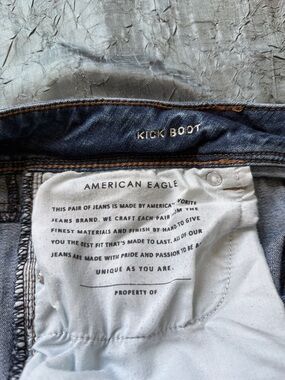 KICK BOOT
AMERICAN EAGLE
THIS PAIR OF JEANS IS MADE BY AMERICA'S
JEANS BRAND. WE CRAFT EACH PAIR THE
FINEST MATERIALS AND FINISH BY HAND TO GIVE
YOU THE BEST FIT THAT'S MADE TO LAST. ALL OF OUR
JEANS ARE MADE WITH PRIDE AND PASSION TO BE AS
UNIQUE AS YOU ARE.
PROPERTY OF